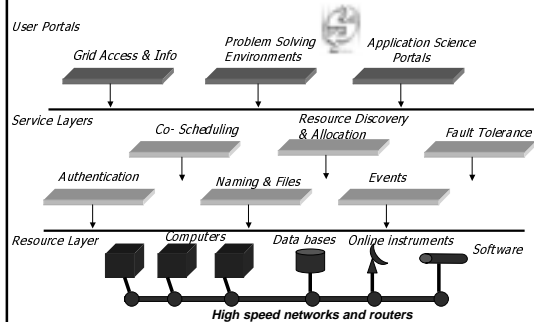 User Portals
Grid Access & Info
Problem Solving
Environments
Application Science
Portals
Service Layers
Co- Scheduling
Resource Discovery
& Allocation
Fault Tolerance
Authentication
Naming & Files
Events
Resource Layer
Computers
Data bases
Online instruments
Software
High speed networks and routers